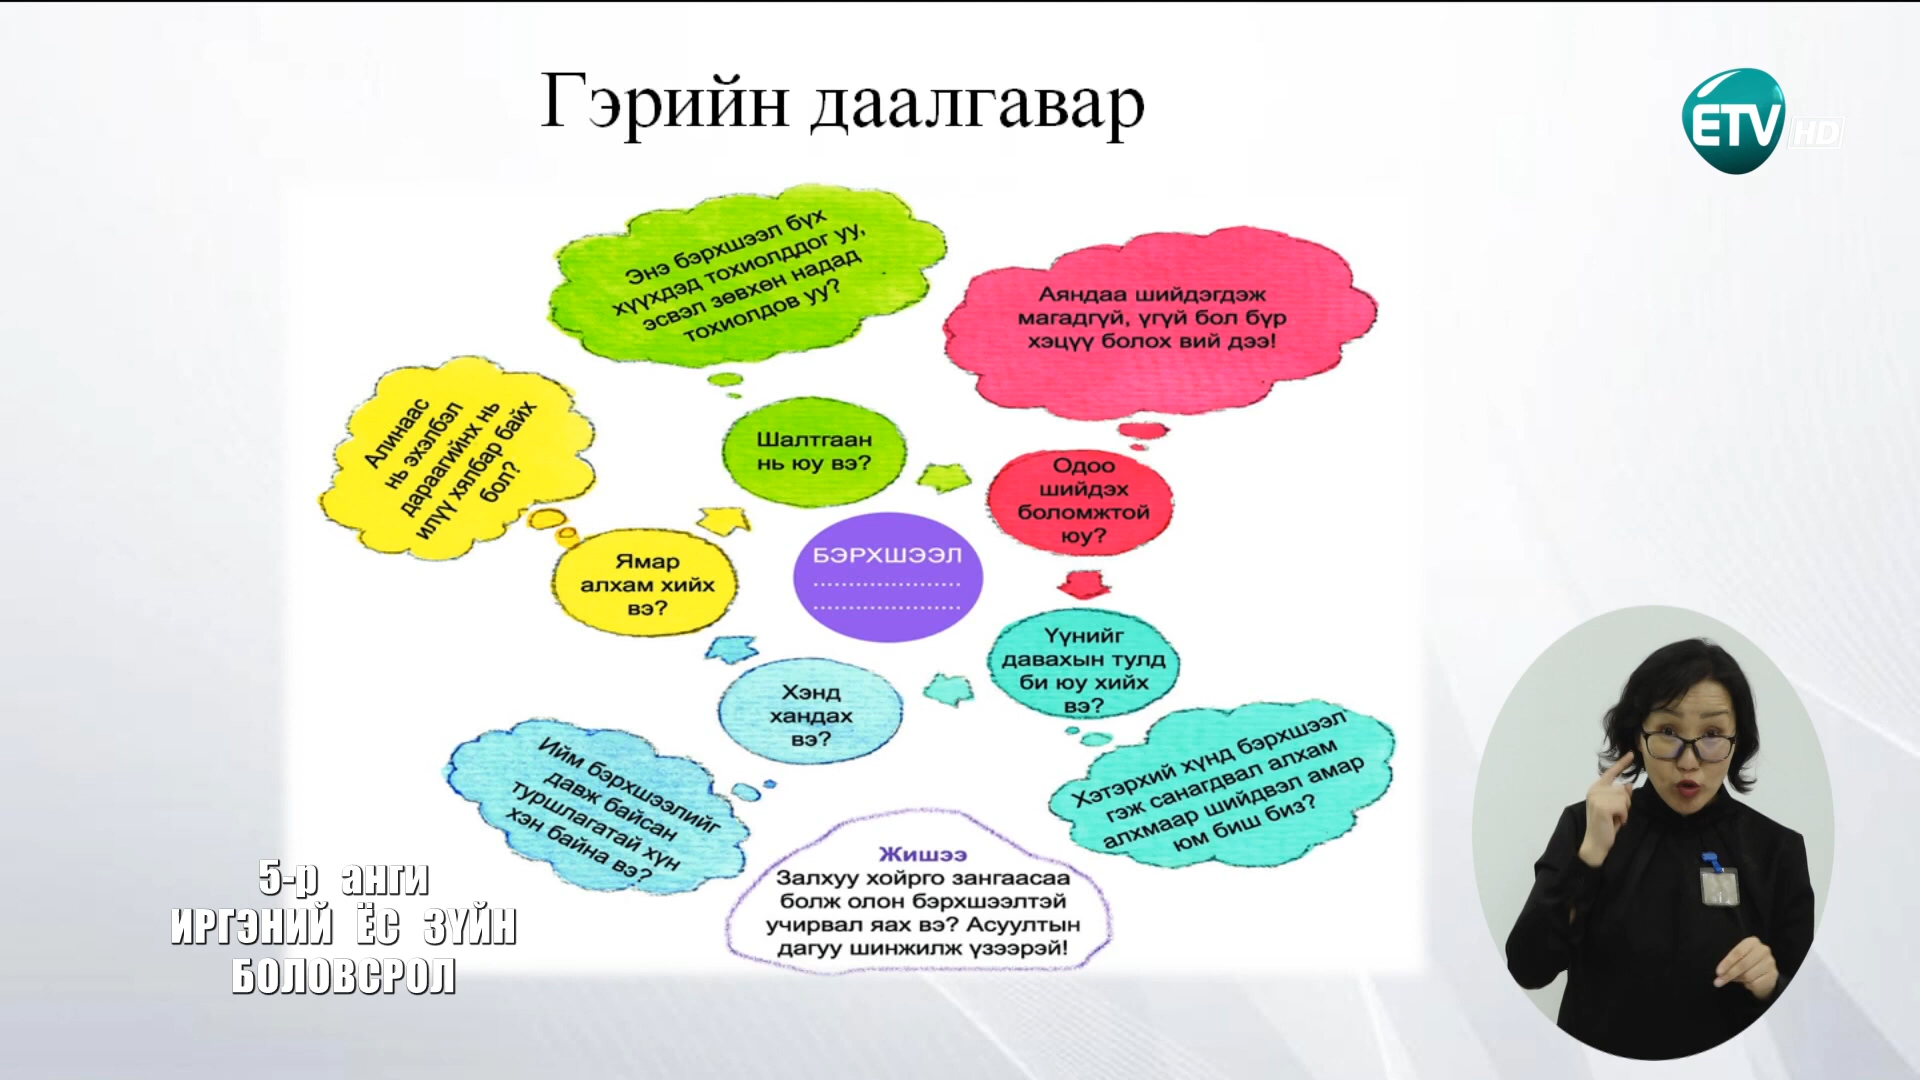 Гэрийн даалгавар
ETV HD
Энэ бэрхшээл бүх
хүүхдэд тохиолддог уу,
эсвэл зөвхөн надад
тохиолдов уу?
Аяндаа шийдэгдэж
магадгүй, үгүй бол бүр
хэцүү болох вий дээ!
Алинаас
нь эхэлбэл
дараагийнх нь
илүү хялбар байх
бол?
Шалтгаан
нь юу вэ?
Одоо
шийдэх
боломжтой
юу?
Ямар
алхам хийх
вэ?
БЭРХШЭЭЛ
Үүнийг
давахын тулд
би юу хийх
вэ?
Хэнд
хандах
вэ?
Ийм бэрхшээлийг
давж байсан
туршлагатай хүн
хэн байна вэ?
Хэтэрхий хүнд бэрхшээл
гэж санагдвал алхам
алхмаар шийдвэл амар
юм биш биз?
Жишээ
Залхуу хойрго зангаасаа
болж олон бэрхшээлтэй
учирвал яах вэ? Асуултын
дагуу шинжилж үзээрэй!
5-р анги
ИРГЭНИЙ ЁС ЗҮЙН
БОЛОВСРОЛ